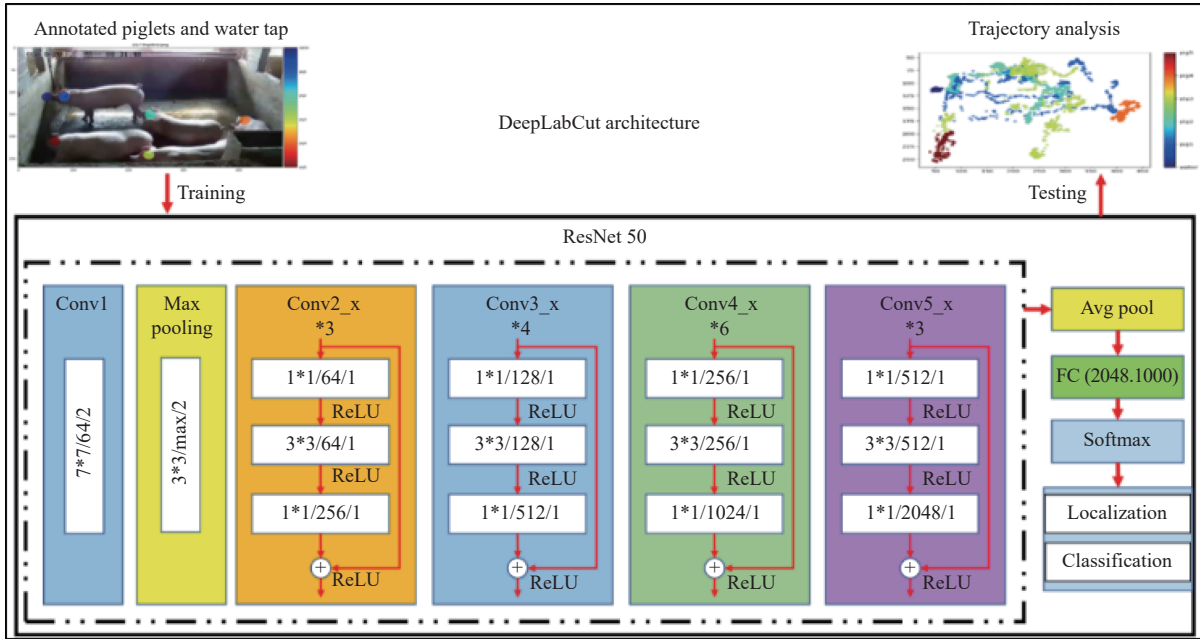 Annotated piglets and water tap
Trajectory analysis
DeepLabCut architecture
Training
Testing
ResNet 50
Conv1
7*7/64/2
Max
pooling
3*3/max/2
Conv2_x
*3
1*1/64/1
ReLU
3*3/64/1
ReLU
1*1/256/1
+
ReLU
Conv3_x
*4
1*1/128/1
ReLU
3*3/128/1
ReLU
1*1/512/1
+
ReLU
Conv4_x
*6
1*1/256/1
ReLU
3*3/256/1
ReLU
1*1/1024/1
+
ReLU
Conv5_x
*3
1*1/512/1
ReLU
3*3/512/1
ReLU
1*1/2048/1
+
ReLU
Avg pool
FC (2048.1000)
Softmax
Localization
Classification